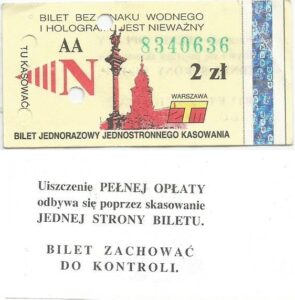 BILET BEZ ZNAKU WODNEGO
I HOLOGRAMU JEST NIEWAŻNY
TU KASOWAĆ
AA
8340636
N
2 zł
WARSZAWA
ZTM
BILET JEDNORAZOWY JEDNOSTRONNEGO KASOWANIA
Uiszczenie PEŁNEJ OPŁATY
odbywa się poprzez skasowanie
JEDNEJ STRONY BILETU.
BILET ZACHOWAĆ
DO KONTROLI.